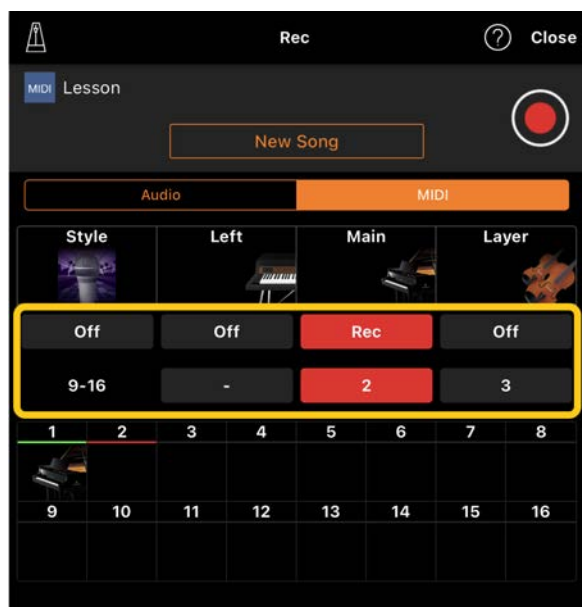 Rec
? Close
MIDI Lesson
New Song
Audio MIDI
Style Left Main Layer
Off Off Rec Off
9-16 - 2 3
1 2 3 4 5 6 7 8
9 10 11 12 13 14 15 16